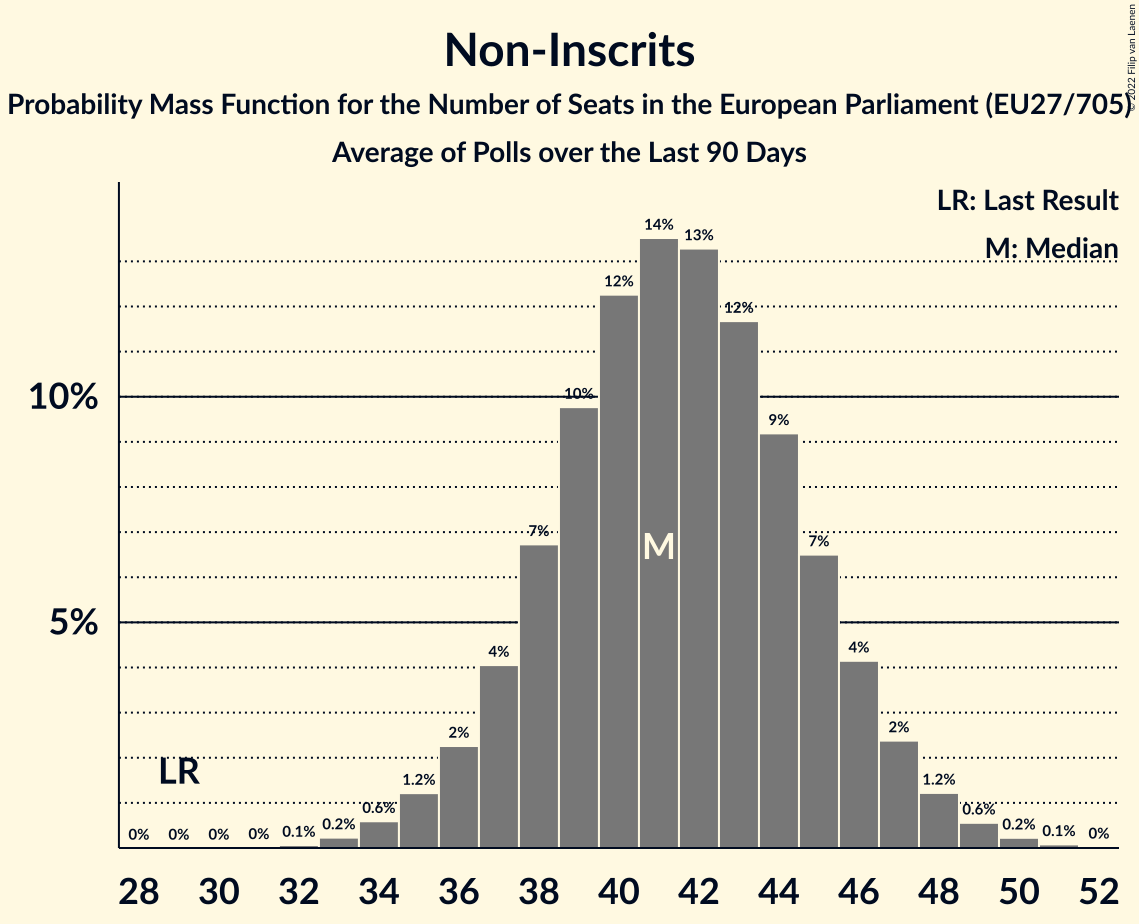 © 2022 Filip van Laenen
Non-Inscrits
Probability Mass Function for the Number of Seats in the European Parliament (EU27/705)
Average of Polls over the Last 90 Days
LR: Last Result
M: Median
14%
13%
12%
12%
10%
10%
9%
7%
7%
M
5%
4%
4%
2%
2%
LR
1.2%
1.2%
0.6%
0.6%
0% 0% 0% 0% 0.1% 0.2% 0.2% 0.1% 0%
28 30 32 34 36 38 40 42 44 46 48 50 52